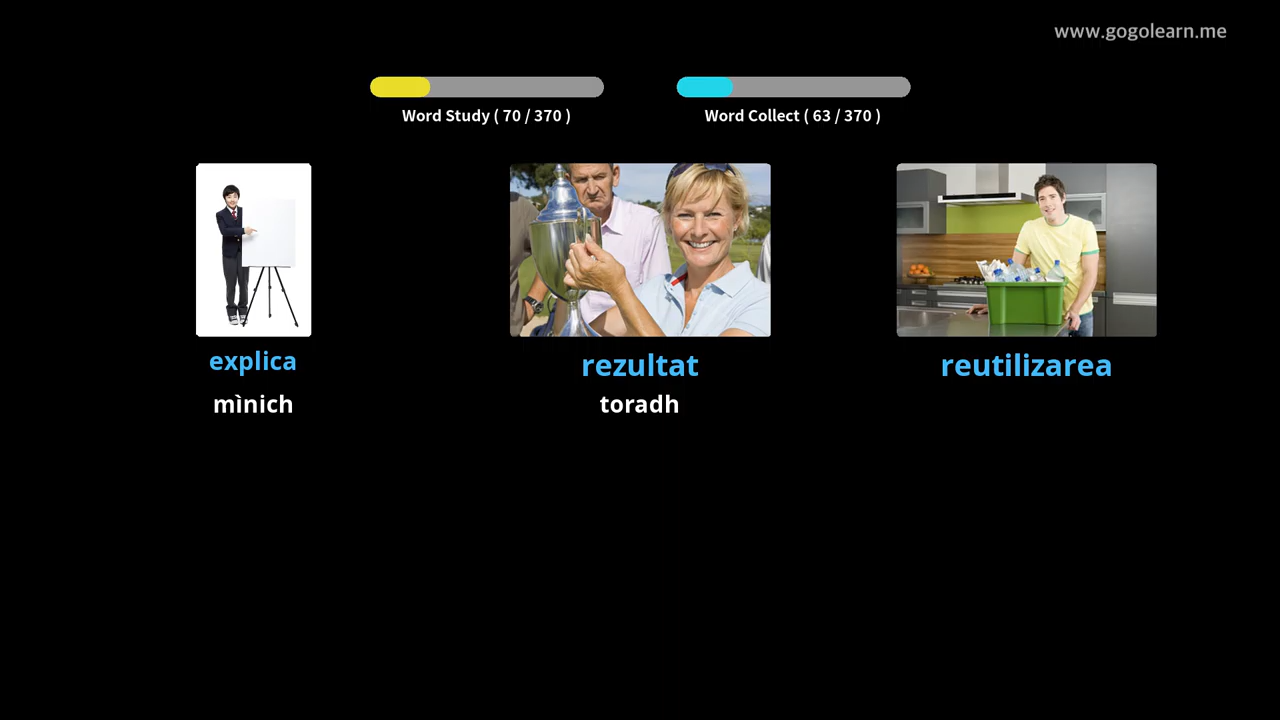 www.gogolearn.me
Word Study ( 70 / 370 )
Word Collect ( 63 / 370 )
explica
rezultat
reutilizarea
mìnich
toradh